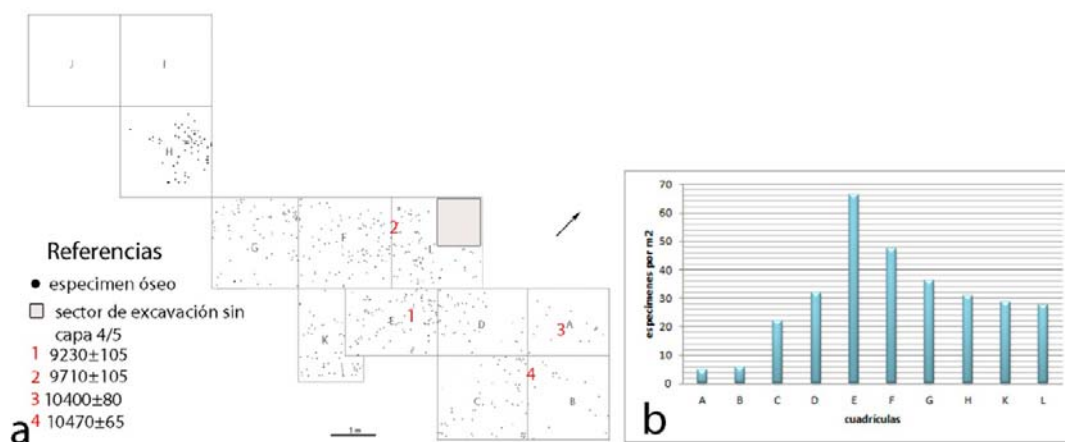 J I
H
G F 2 L
Referencias
especimen óseo
sector de excavación sin
capa 4/5
1 9230±105
2 9710±105
3 10400±80
4 10470±65
E 1 D 3 A
K
C 4 B
1 m
a
especimenes por m2
70
60
50
40
30
20
10
0
A B C D E F G H K L
cuadriculas
b